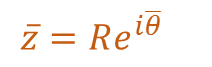 z̄ = Re^{iθ̅}